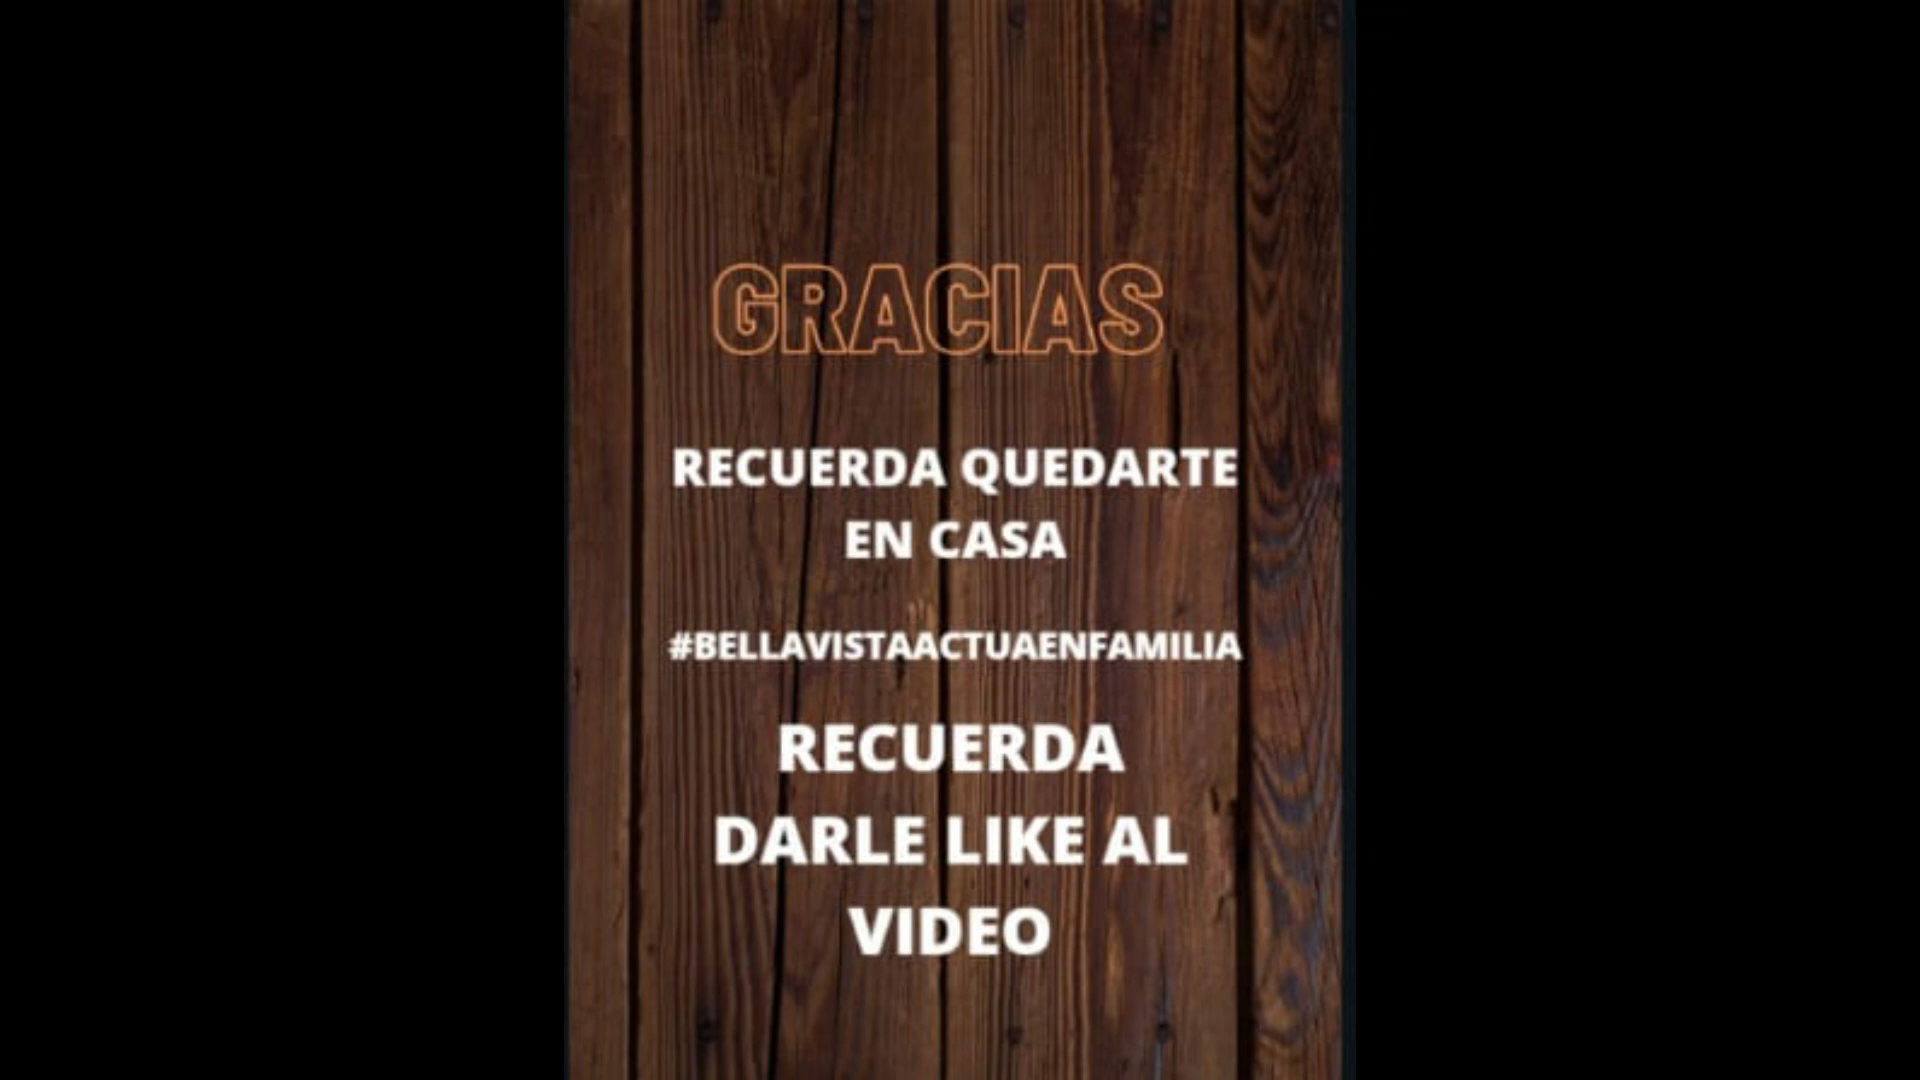 GRACIAS
RECUERDA QUEDARTE
EN CASA
#BELLAVISTAACTUAENFAMILIA
RECUERDA
DARLE LIKE AL
VIDEO